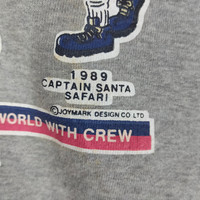 1989
CAPTAIN SANTA
SAFARI
©JOYMARK DESIGN CO LTD
WORLD WITH CREW